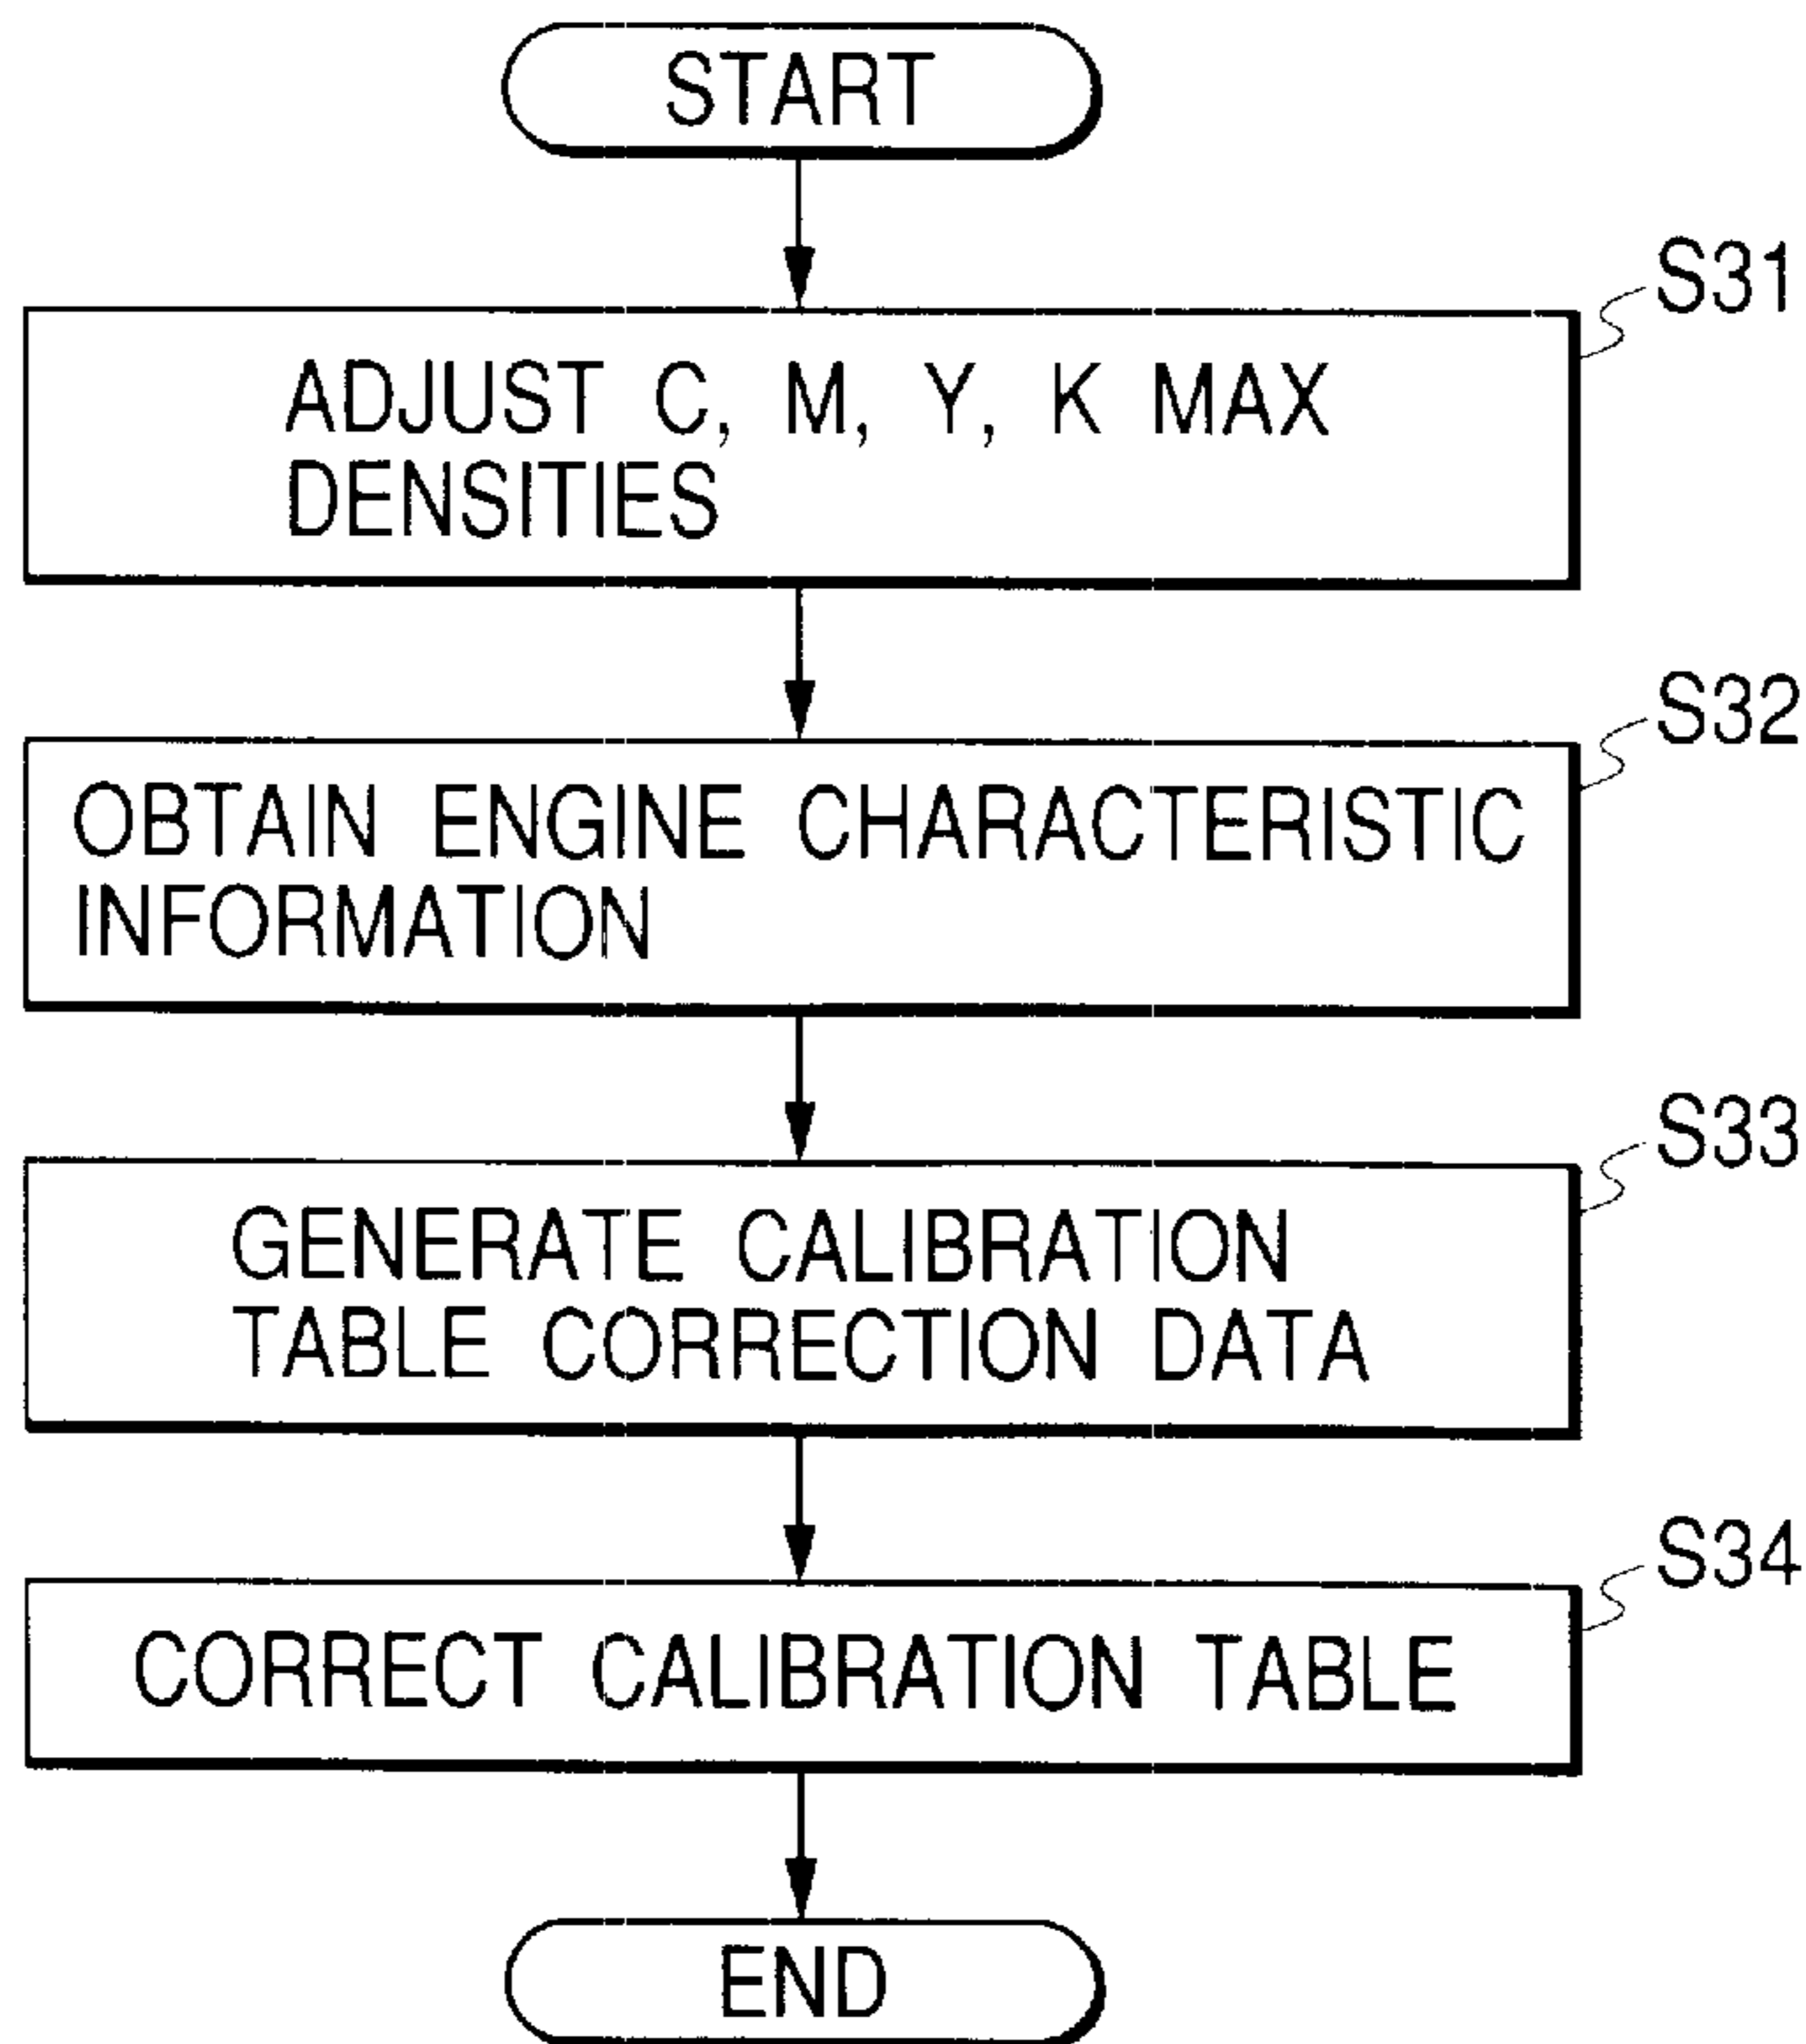 START
S31
ADJUST C, M, Y, K MAX
DENSITIES
S32
OBTAIN ENGINE CHARACTERISTIC
INFORMATION
S33
GENERATE CALIBRATION
TABLE CORRECTION DATA
S34
CORRECT CALIBRATION TABLE
END